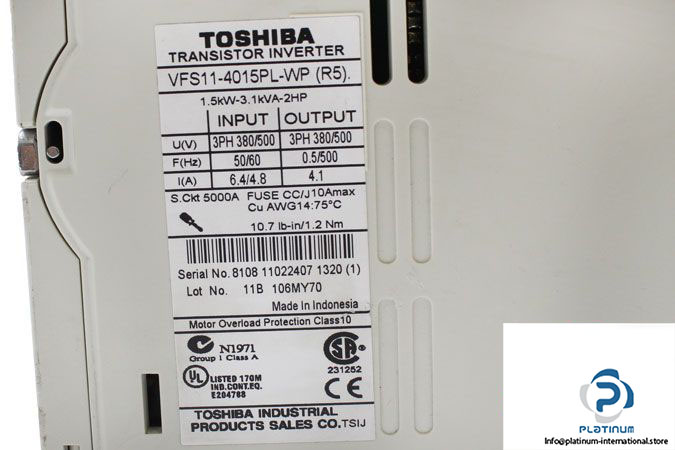 TOSHIBA
TRANSISTOR INVERTER
VFS11-4015PL-WP (R5).
1.5kW-3.1kVA-2HP
INPUT OUTPUT
U(V) 3PH 380/500 3PH 380/500
F(Hz) 50/60 0.5/500
I(A) 6.4/4.8 4.1
S.Ckt 5000A FUSE CC/J10Amax
Cu AWG14:75°C
10.7 lb-in/1.2 Nm
Serial No. 8108 11022407 1320 (1)
Lot No. 11B 106MY70
Made in Indonesia
Motor Overload Protection Class10
N1971
Group 1 Class A
SA
231252
UL LISTED 170M
IND.CONT.EQ.
E204788
CE
TOSHIBA INDUSTRIAL
PRODUCTS SALES CO. TSIJ
PLATINUM
info@platinum-international.store